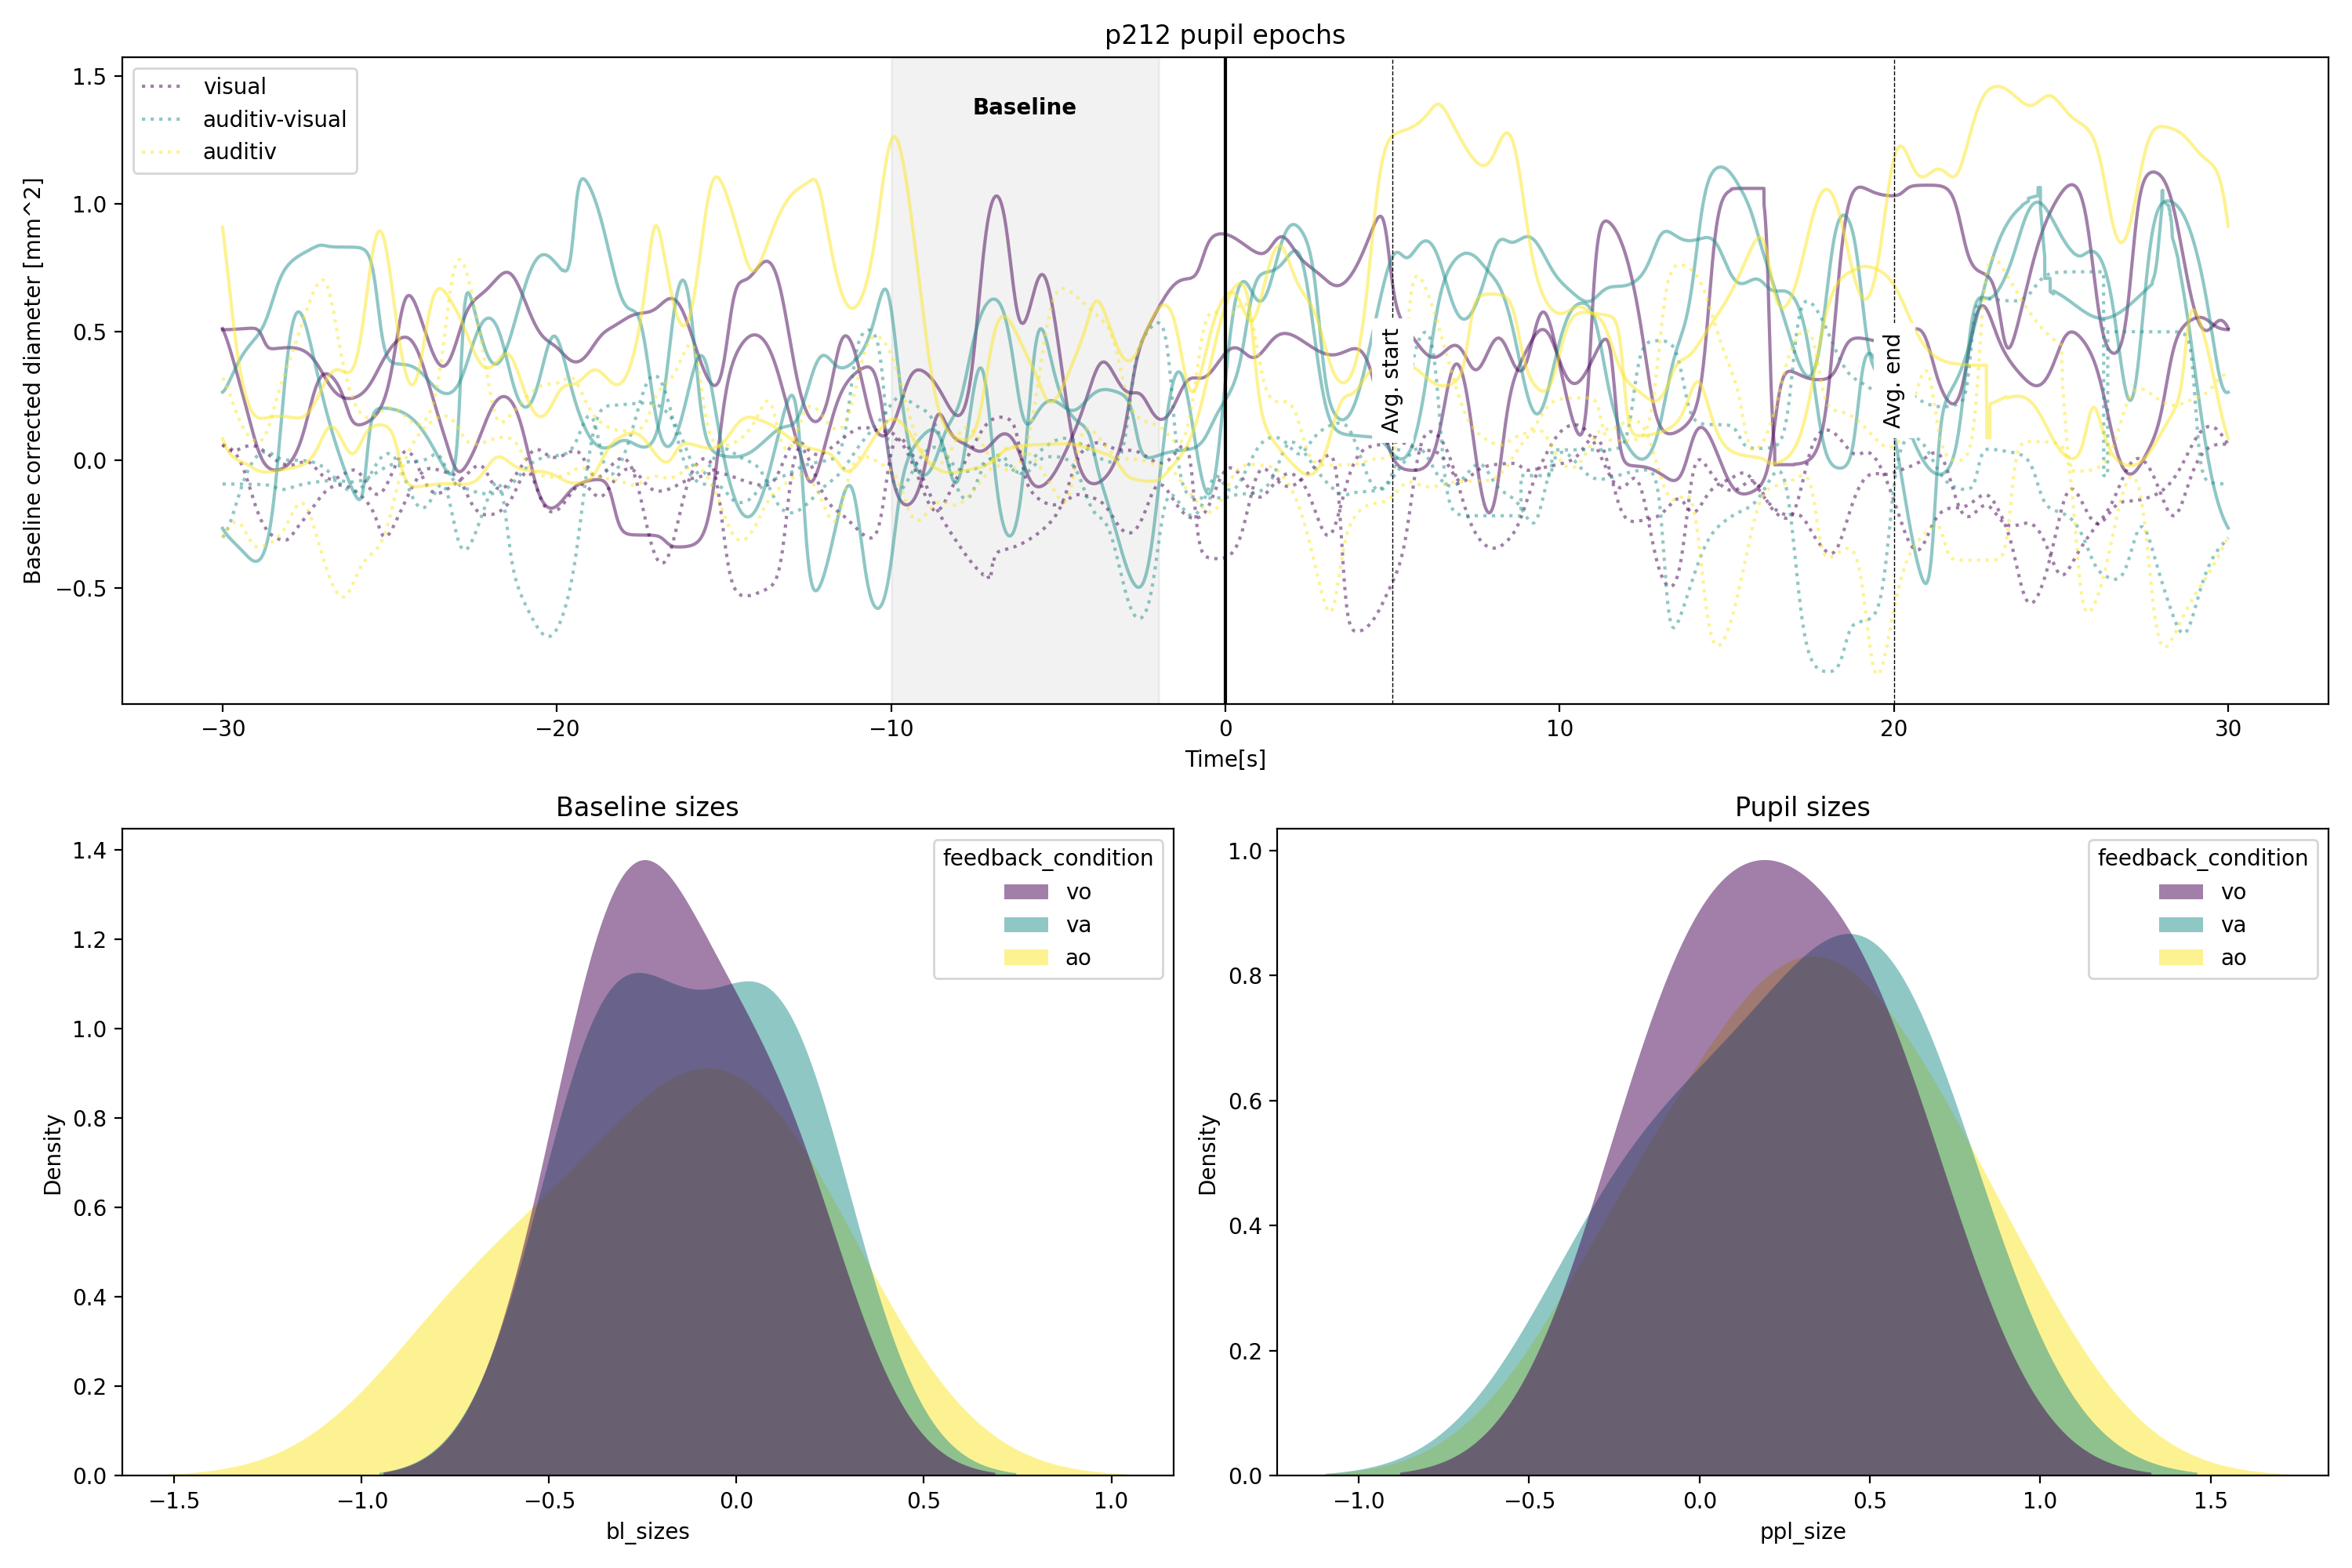 p212 pupil epochs
Baseline corrected diameter [mm^2]
1.5
1.0
0.5
0.0
−0.5
visual
auditiv-visual
auditiv
Baseline
Avg. start
Avg. end
−30
−20
−10
0
10
20
30
Time[s]
Baseline sizes
Density
1.4
1.2
1.0
0.8
0.6
0.4
0.2
0.0
feedback_condition
vo
va
ao
−1.5
−1.0
−0.5
0.0
0.5
1.0
bl_sizes
Pupil sizes
Density
1.0
0.8
0.6
0.4
0.2
0.0
feedback_condition
vo
va
ao
−1.0
−0.5
0.0
0.5
1.0
1.5
ppl_size